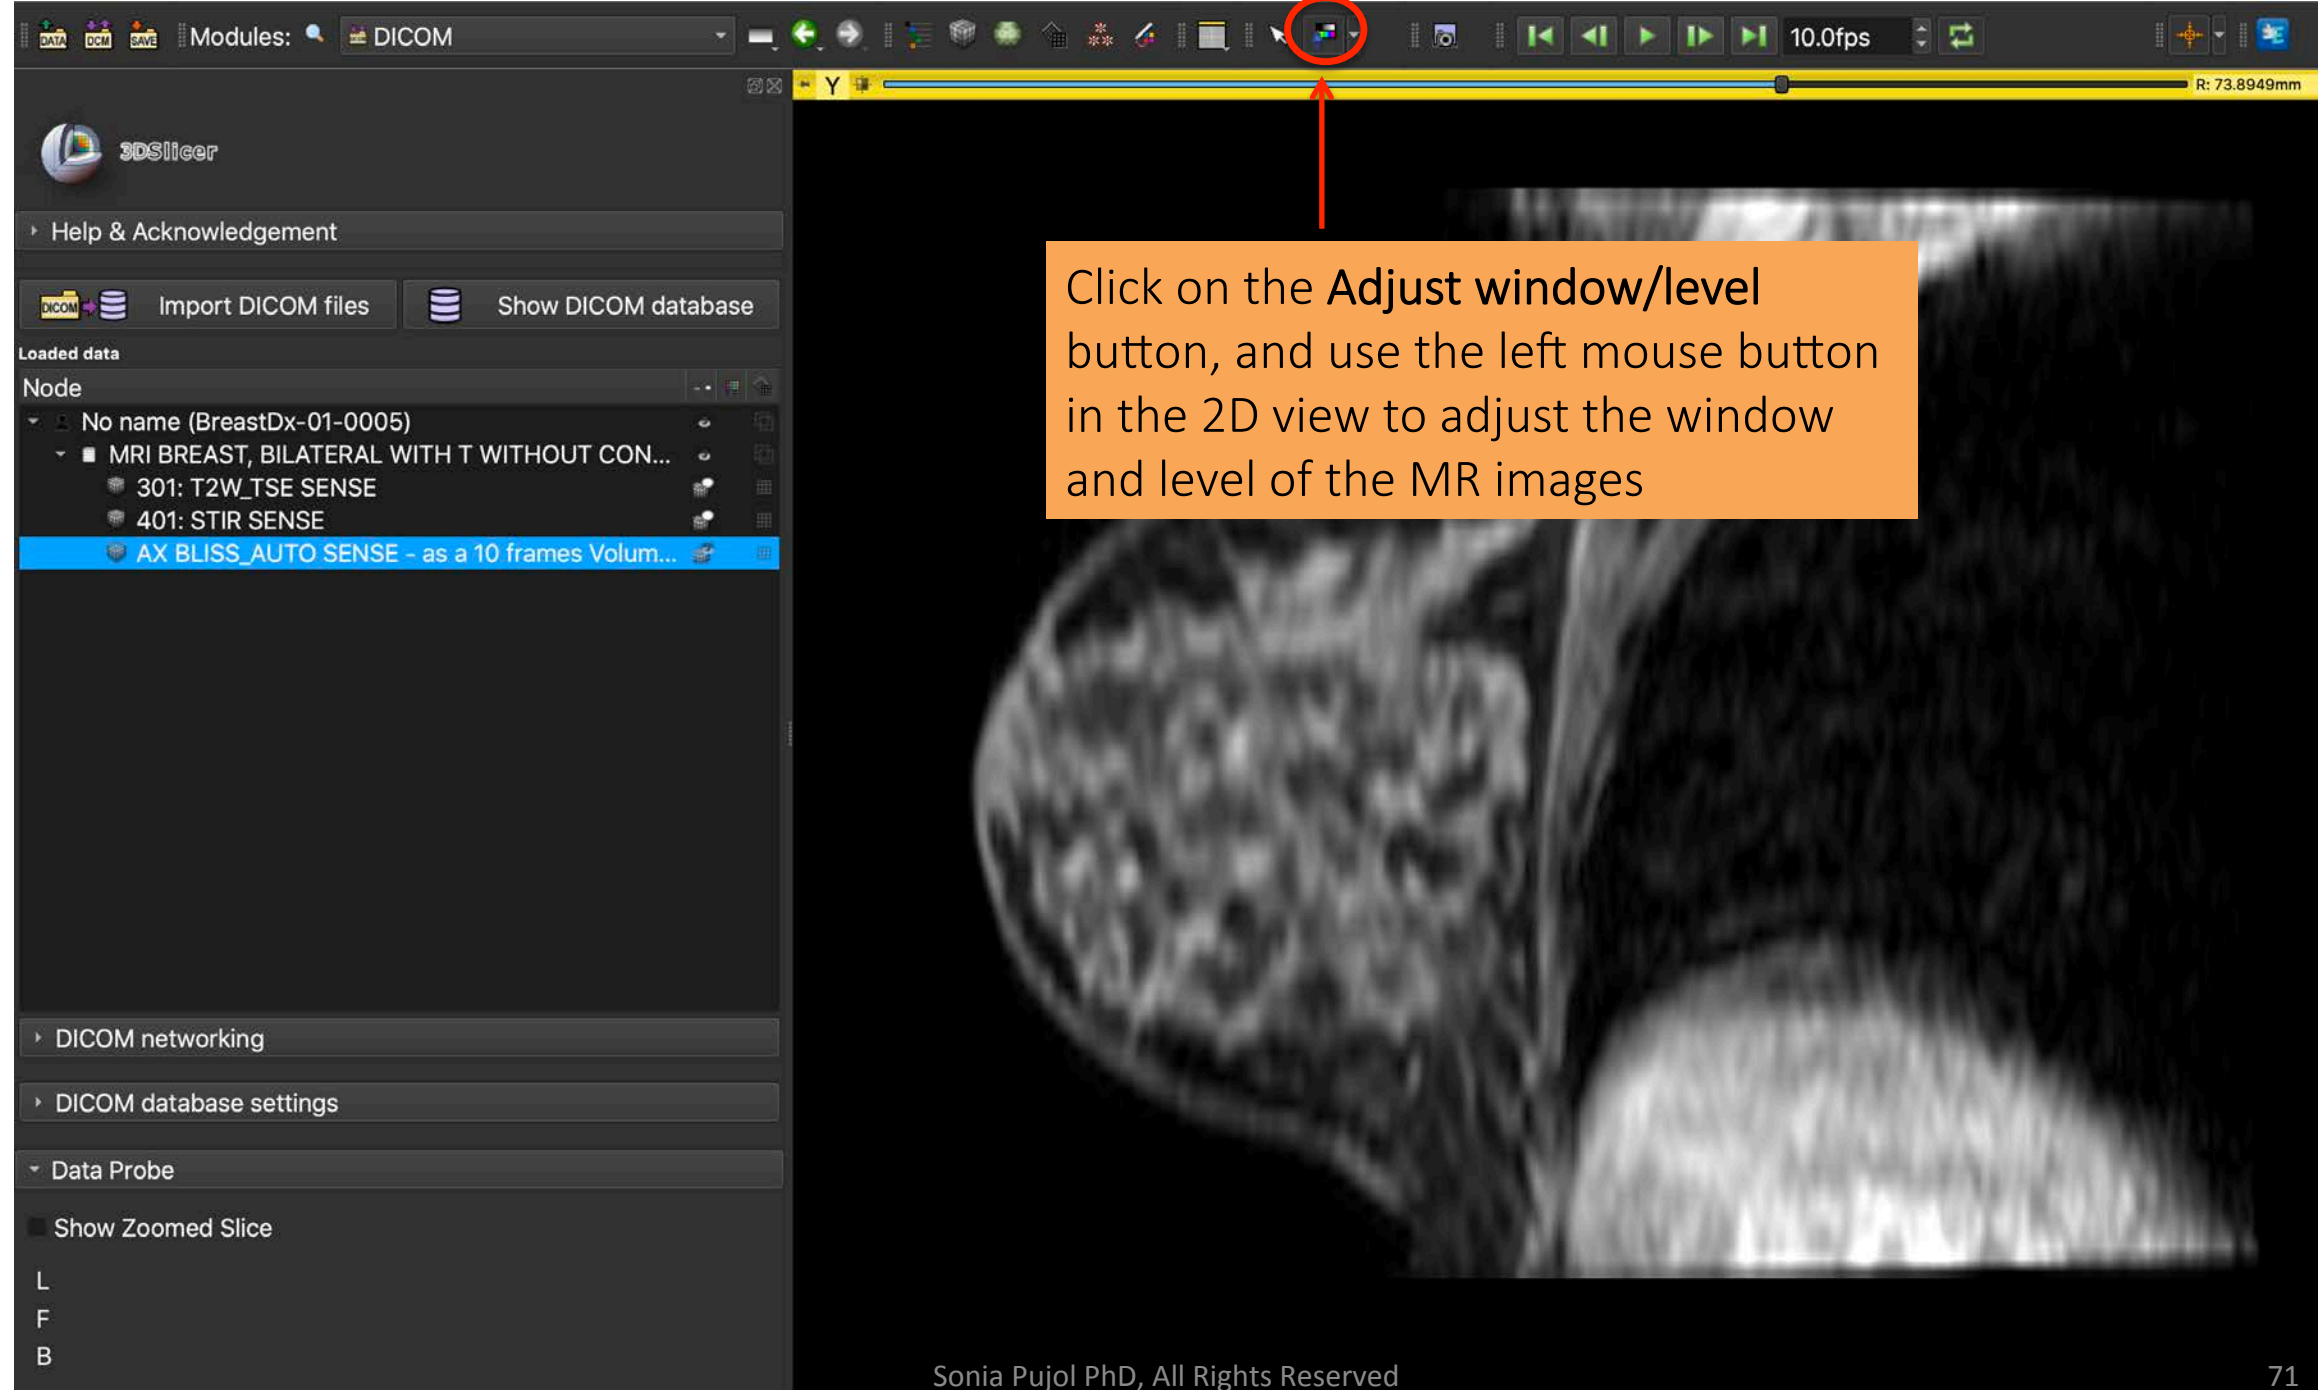 DATA DCM SAVE Modules: DICOM 10.0fps
Y R: 73.8949mm
3DSlicer
Help & Acknowledgement
DICOM Import DICOM files Show DICOM database
Loaded data
Node
No name (BreastDx-01-0005)
MRI BREAST, BILATERAL WITH T WITHOUT CON...
301: T2W_TSE SENSE
401: STIR SENSE
AX BLISS_AUTO SENSE - as a 10 frames Volum...
Click on the Adjust window/level
button, and use the left mouse button
in the 2D view to adjust the window
and level of the MR images
DICOM networking
DICOM database settings
Data Probe
Show Zoomed Slice
L
F
B
Sonia Pujol PhD, All Rights Reserved
71